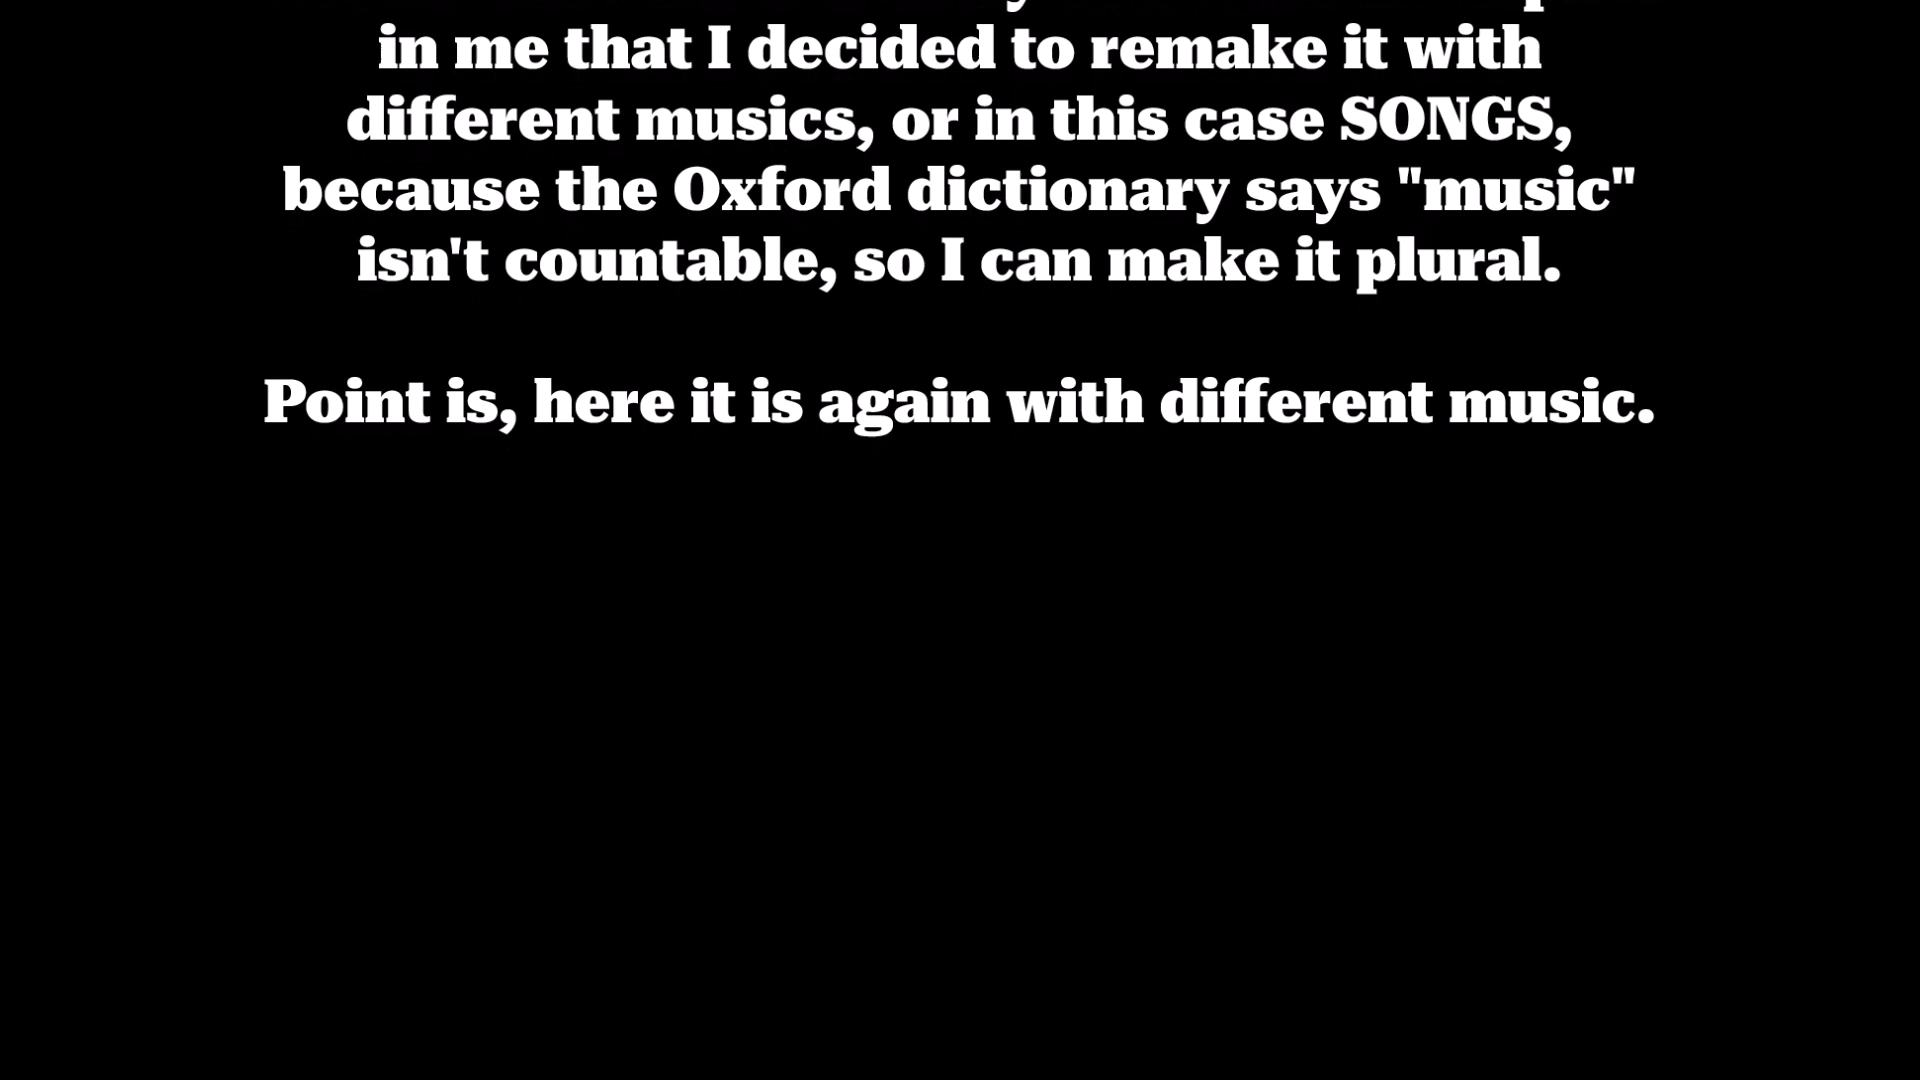 in me that I decided to remake it with
different musics, or in this case SONGS,
because the Oxford dictionary says "music"
isn't countable, so I can make it plural.
Point is, here it is again with different music.